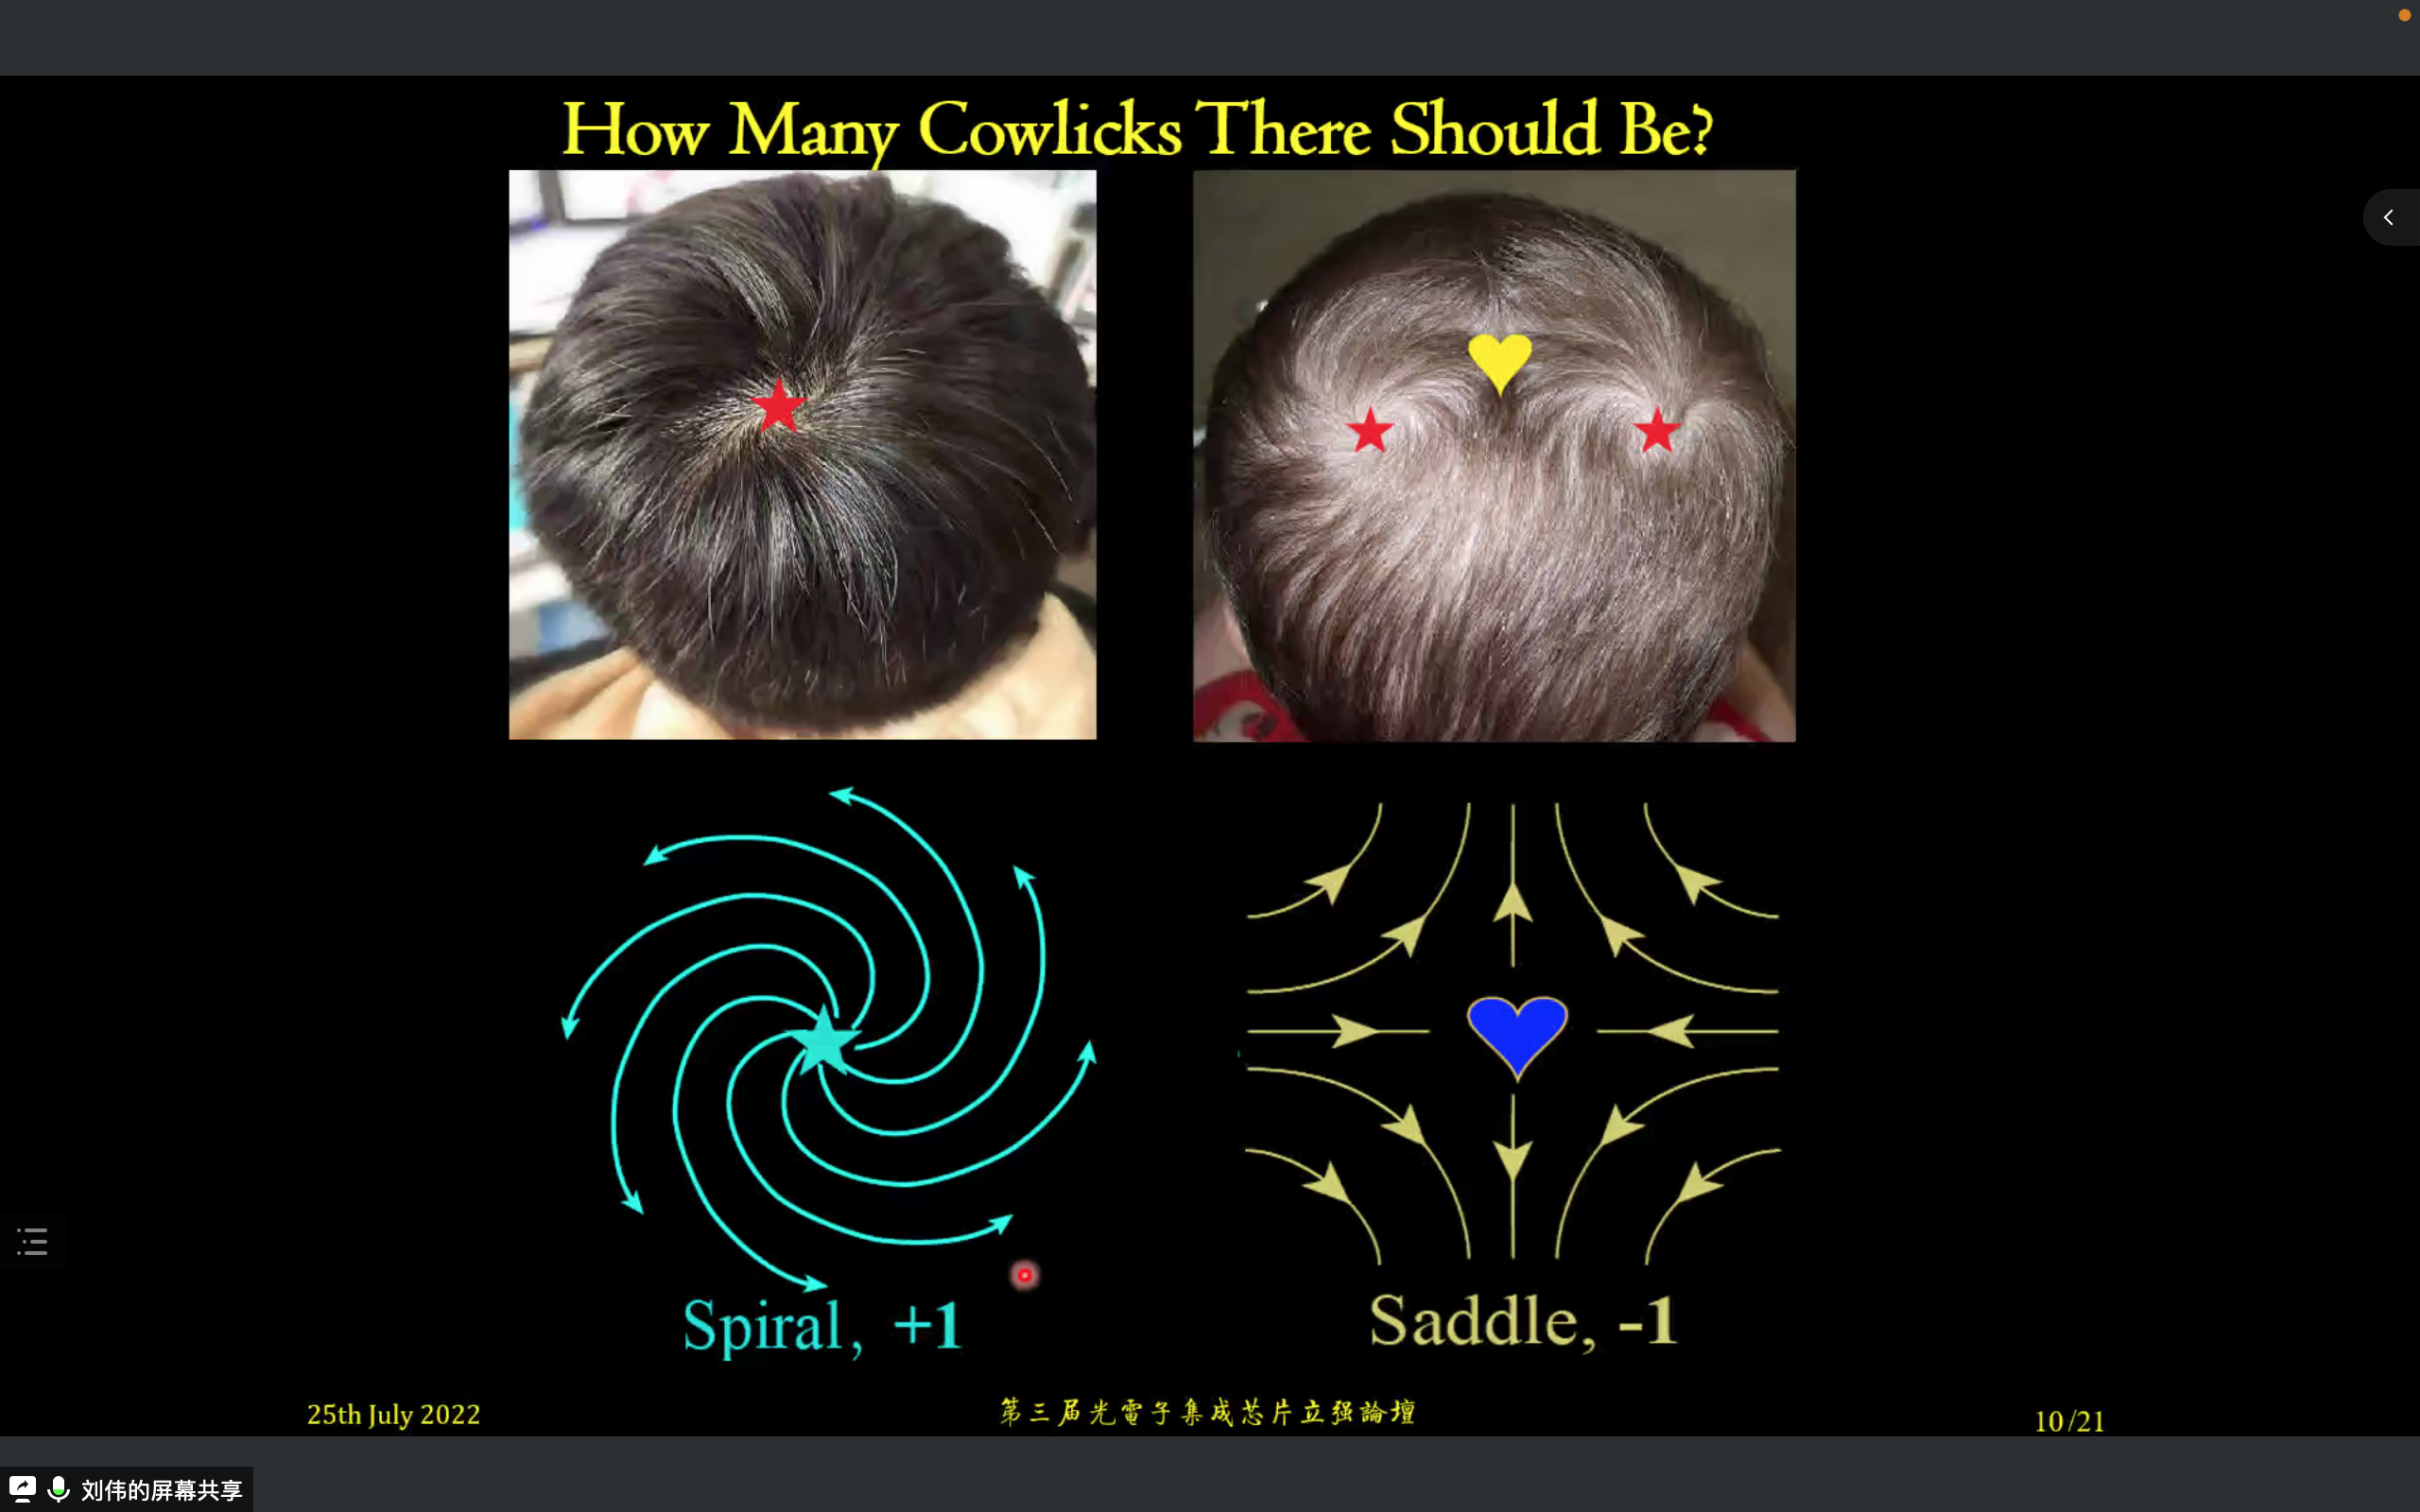 How Many Cowlicks There Should Be?
Spiral, +1
Saddle, -1
25th July 2022
第三届光電子集成芯片立强論壇
10/21
刘伟的屏幕共享